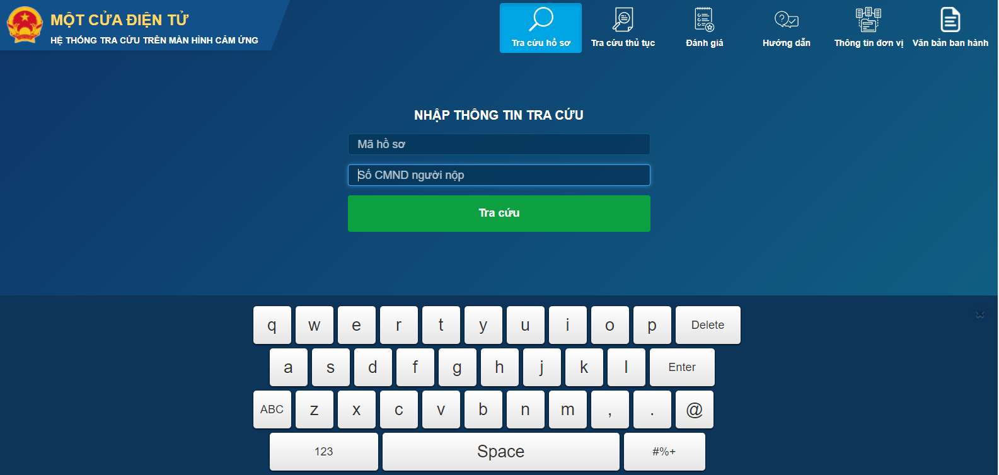 MỘT CỬA ĐIỆN TỬ
HỆ THỐNG TRA CỨU TRÊN MÀN HÌNH CẢM ỨNG
Tra cứu hồ sơ
Tra cứu thủ tục
Đánh giá
Hướng dẫn
Thông tin đơn vị
Văn bản ban hành
NHẬP THÔNG TIN TRA CỨU
Mã hồ sơ
Số CMND người nộp
Tra cứu
q w e r t y u i o p Delete
a s d f g h j k l Enter
ABC z x c v b n m , . @
123 Space #%+